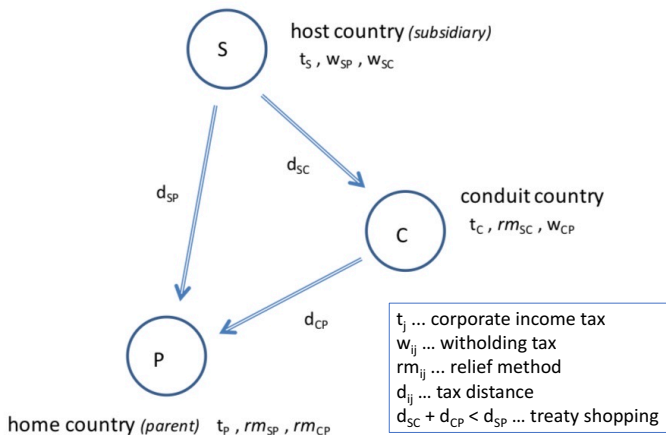 host country (subsidiary)
S
t_S , w_SP , w_SC
d_SC
d_SP
conduit country
C
t_C , rm_SC , w_CP
d_CP
P
t_j ... corporate income tax
w_ij ... witholding tax
rm_ij ... relief method
d_ij ... tax distance
d_SC + d_CP < d_SP ... treaty shopping
home country (parent) t_P , rm_SP , rm_CP